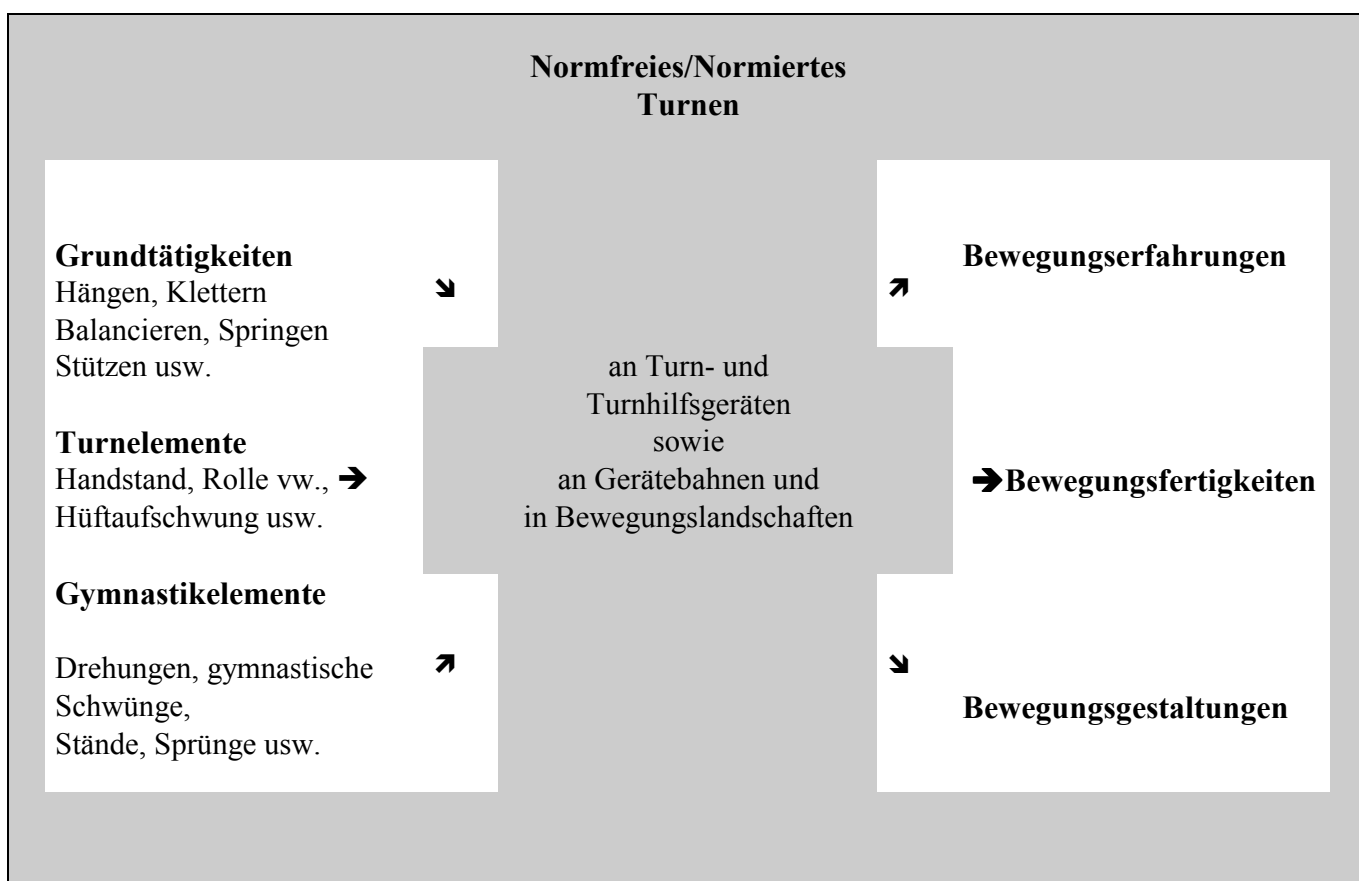 Normfreies/Normiertes
Turnen
Grundtätigkeiten
Hängen, Klettern ➘
Balancieren, Springen
Stützen usw.
Turnelemente
Handstand, Rolle vw., ➔
Hüftaufschwung usw.
Gymnastikelemente
Drehungen, gymnastische ➚
Schwünge,
Stände, Sprünge usw.
an Turn- und
Turnhilfsgeräten
sowie
an Gerätebahnen und
in Bewegungslandschaften
Bewegungserfahrungen
➚
➔Bewegungsfertigkeiten
➘
Bewegungsgestaltungen